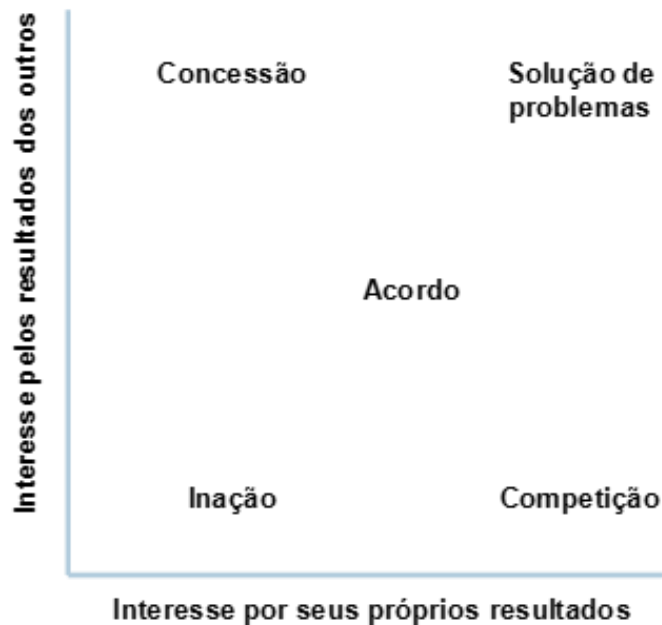 Interesse pelos resultados dos outros
Concessão
Solução de
problemas
Acordo
Inação
Competição
Interesse por seus próprios resultados